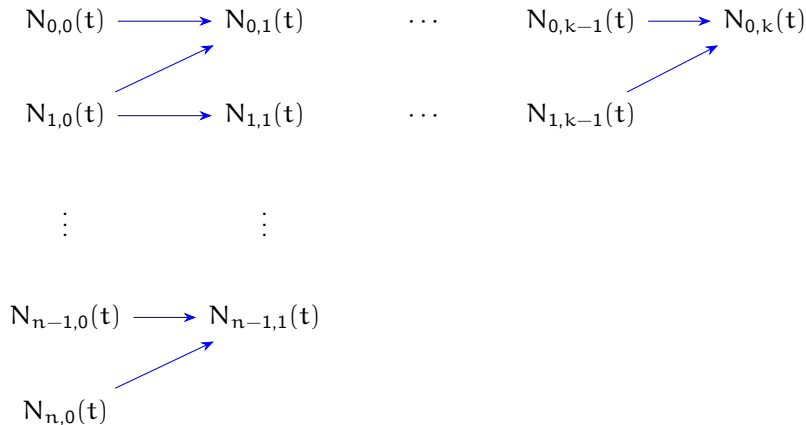 N0,0(t) N0,1(t) ··· N0,k−1(t) N0,k(t)
N1,0(t) N1,1(t) ··· N1,k−1(t)
⋮ ⋮
Nn−1,0(t) Nn−1,1(t)
Nn,0(t)